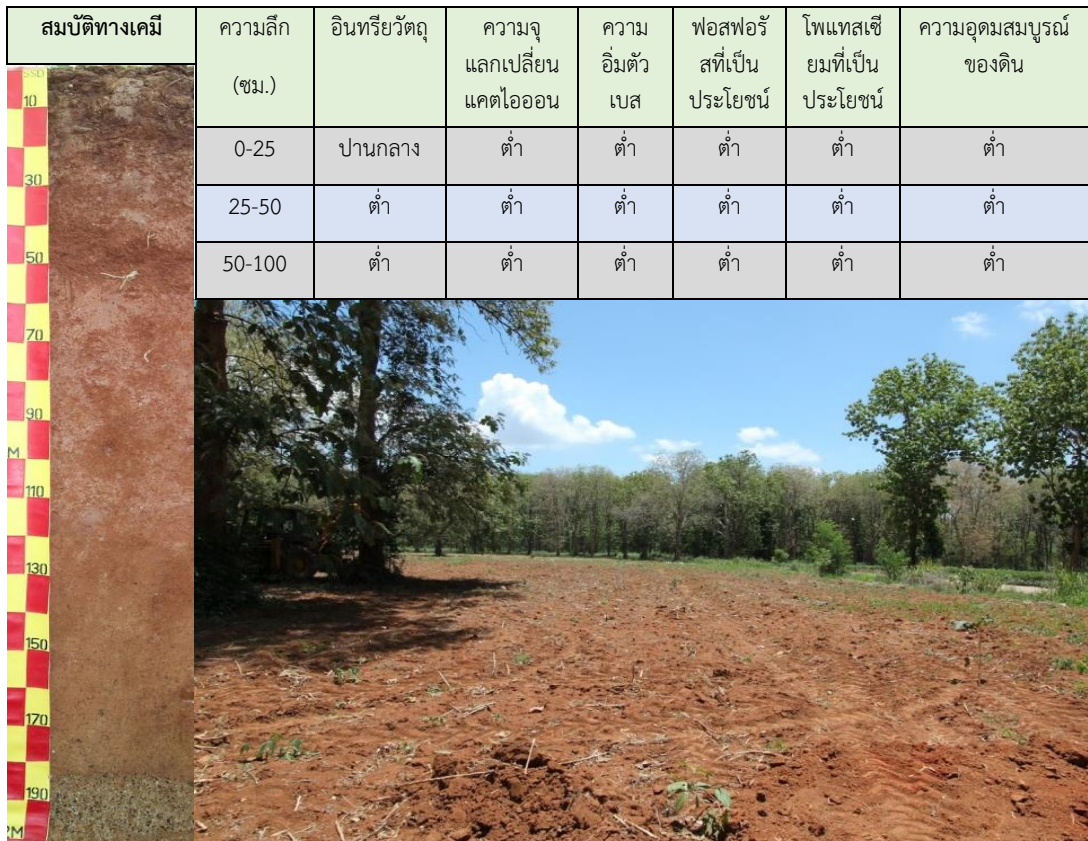 สมบัติทางเคมี
ความลึก
(ซม.)
อินทรียวัตถุ
ความจุ
แลกเปลี่ยน
แคตไอออน
ความ
อิ่มตัว
เบส
ฟอสฟอรั
สที่เป็น
ประโยชน์
โพแทสเซี
ยมที่เป็น
ประโยชน์
ความอุดมสมบูรณ์
ของดิน
0-25 ปานกลาง ต่ำ ต่ำ ต่ำ ต่ำ ต่ำ
25-50 ต่ำ ต่ำ ต่ำ ต่ำ ต่ำ ต่ำ
50-100 ต่ำ ต่ำ ต่ำ ต่ำ ต่ำ ต่ำ
SSD
10
30
50
70
90
M
110
130
150
170
190
2M